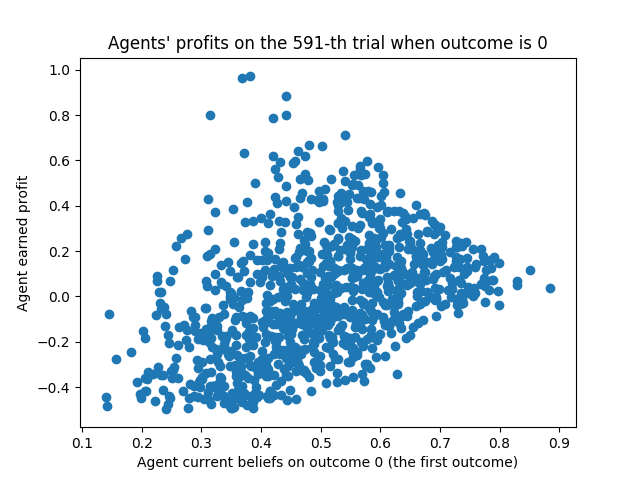 Agents' profits on the 591-th trial when outcome is 0
1.0
0.8
0.6
0.4
0.2
0.0
−0.2
−0.4
Agent earned profit
0.1 0.2 0.3 0.4 0.5 0.6 0.7 0.8 0.9
Agent current beliefs on outcome 0 (the first outcome)